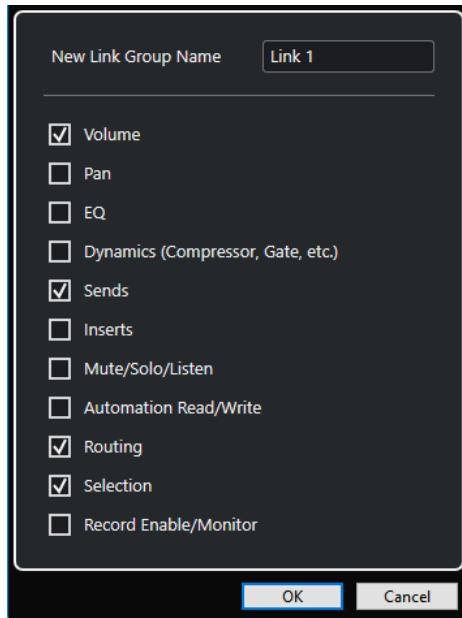 New Link Group Name Link 1
Volume
Pan
EQ
Dynamics (Compressor, Gate, etc.)
Sends
Inserts
Mute/Solo/Listen
Automation Read/Write
Routing
Selection
Record Enable/Monitor
OK Cancel